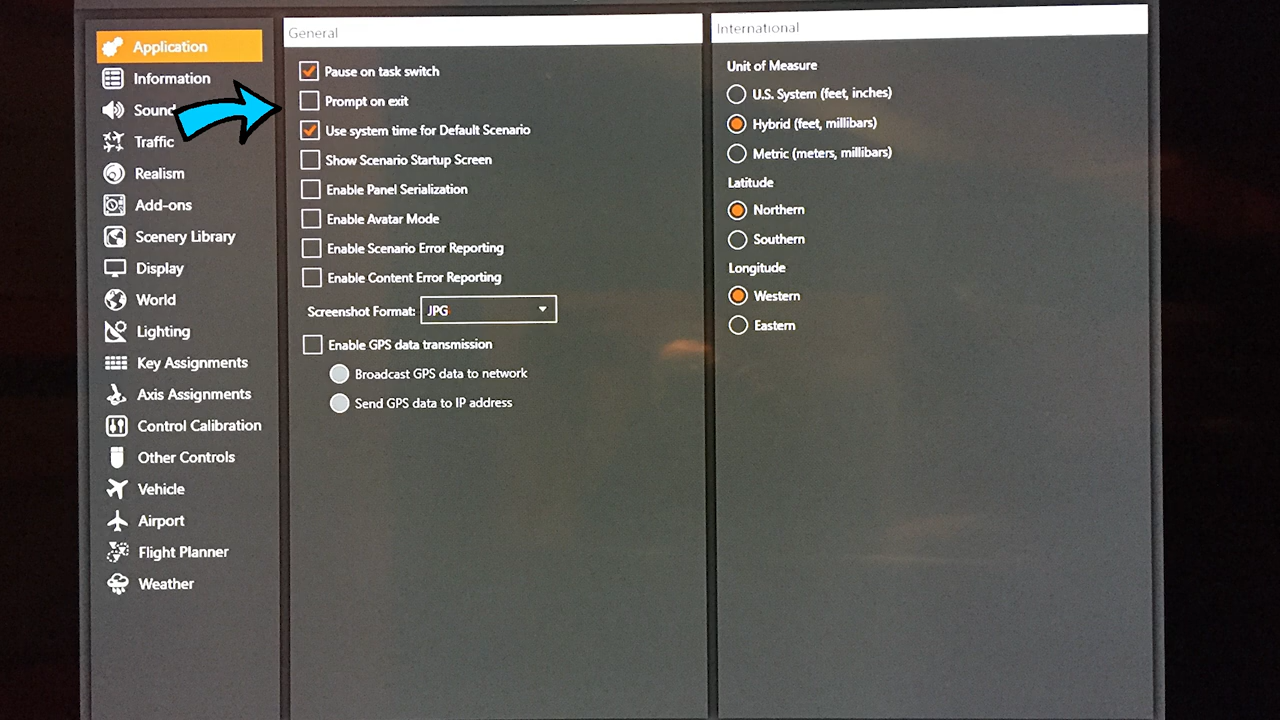 Application
Information
Sound
Traffic
Realism
Add-ons
Scenery Library
Display
World
Lighting
Key Assignments
Axis Assignments
Control Calibration
Other Controls
Vehicle
Airport
Flight Planner
Weather
General
Pause on task switch
Prompt on exit
Use system time for Default Scenario
Show Scenario Startup Screen
Enable Panel Serialization
Enable Avatar Mode
Enable Scenario Error Reporting
Enable Content Error Reporting
Screenshot Format: JPG
Enable GPS data transmission
Broadcast GPS data to network
Send GPS data to IP address
International
Unit of Measure
U.S. System (feet, inches)
Hybrid (feet, millibars)
Metric (meters, millibars)
Latitude
Northern
Southern
Longitude
Western
Eastern